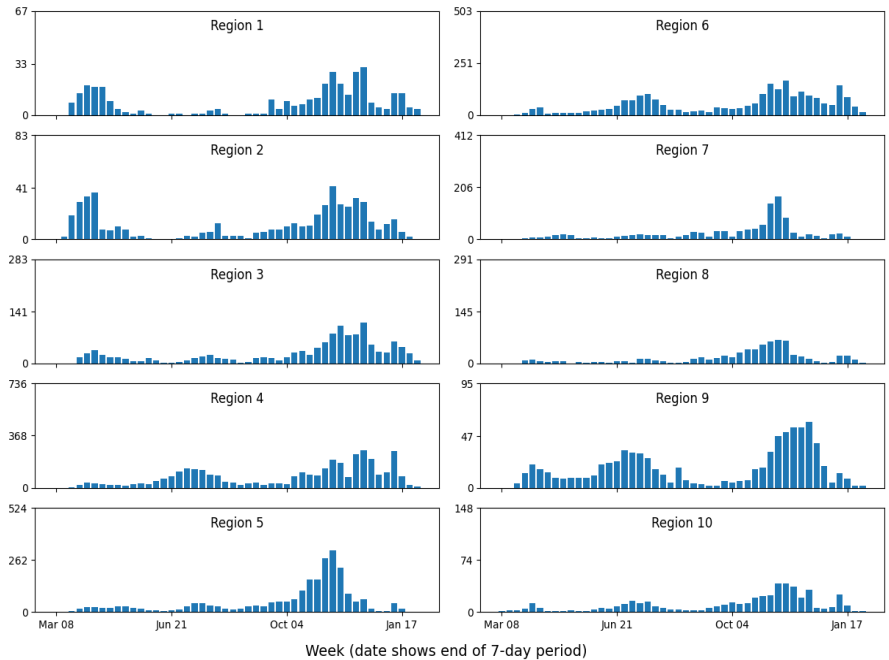 Region 1
67
33
0
Region 6
503
251
0
Region 2
83
41
0
Region 7
412
206
0
Region 3
283
141
0
Region 8
291
145
0
Region 4
736
368
0
Region 9
95
47
0
Region 5
524
262
0
Mar 08 Jun 21 Oct 04 Jan 17
Region 10
148
74
0
Mar 08 Jun 21 Oct 04 Jan 17
Week (date shows end of 7-day period)